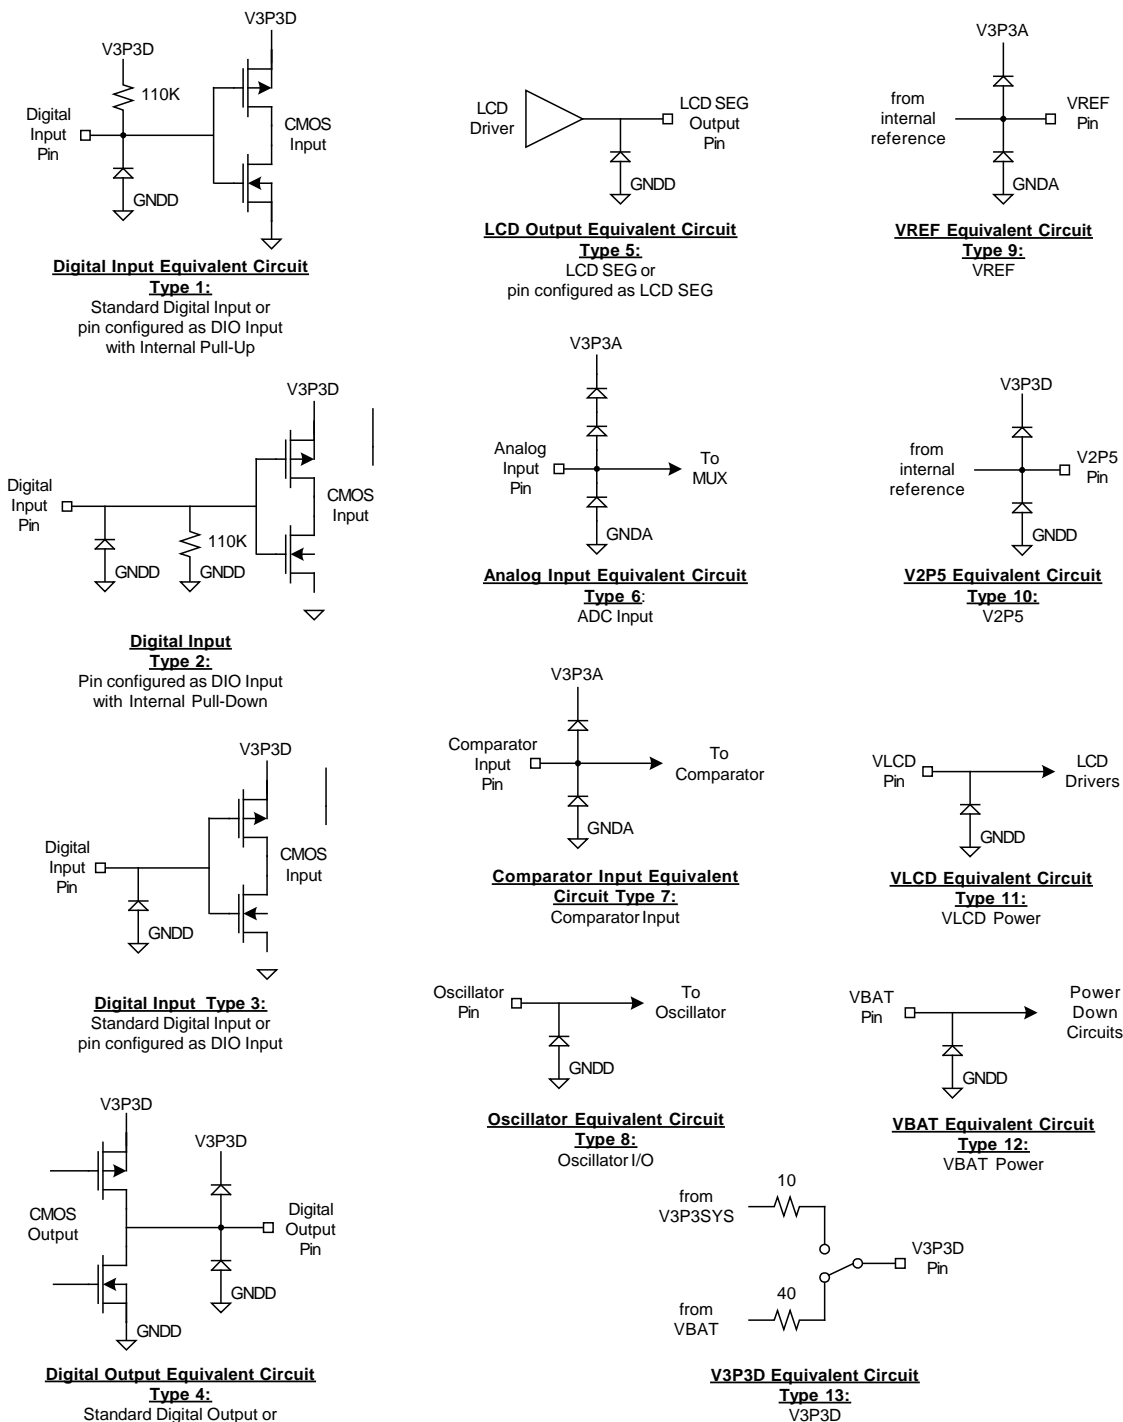 V3P3D
V3P3D
110K
Digital
Input
Pin
CMOS
Input
GNDD
Digital Input Equivalent Circuit
Type 1:
Standard Digital Input or
pin configured as DIO Input
with Internal Pull-Up
V3P3D
Digital
Input
Pin
CMOS
Input
110K
GNDD
GNDD
Digital Input
Type 2:
Pin configured as DIO Input
with Internal Pull-Down
V3P3D
Digital
Input
Pin
CMOS
Input
GNDD
Digital Input Type 3:
Standard Digital Input or
pin configured as DIO Input
V3P3D
V3P3D
CMOS
Output
Digital
Output
Pin
GNDD
GNDD
Digital Output Equivalent Circuit
Type 4:
Standard Digital Output or
LCD
Driver
LCD SEG
Output
Pin
GNDD
LCD Output Equivalent Circuit
Type 5:
LCD SEG or
pin configured as LCD SEG
V3P3A
Analog
Input
Pin
To
MUX
GNDA
Analog Input Equivalent Circuit
Type 6:
ADC Input
V3P3A
Comparator
Input
Pin
To
Comparator
GNDA
Comparator Input Equivalent
Circuit Type 7:
Comparator Input
Oscillator
Pin
To
Oscillator
GNDD
Oscillator Equivalent Circuit
Type 8:
Oscillator I/O
V3P3A
from
internal
reference
VREF
Pin
GNDA
VREF Equivalent Circuit
Type 9:
VREF
V3P3D
from
internal
reference
V2P5
Pin
GNDD
V2P5 Equivalent Circuit
Type 10:
V2P5
VLCD
Pin
LCD
Drivers
GNDD
VLCD Equivalent Circuit
Type 11:
VLCD Power
VBAT
Pin
Power
Down
Circuits
GNDD
VBAT Equivalent Circuit
Type 12:
VBAT Power
10
from
V3P3SYS
V3P3D
Pin
40
from
VBAT
V3P3D Equivalent Circuit
Type 13:
V3P3D